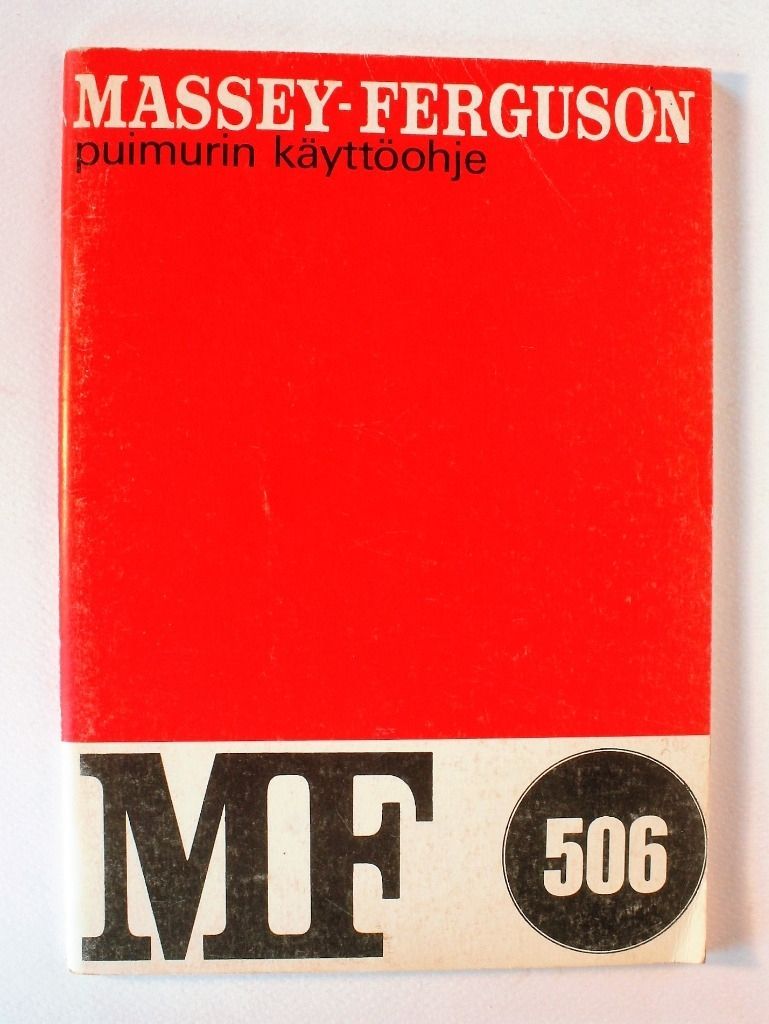 MASSEY-FERGUSON
puimurin käyttöohje
MF
506